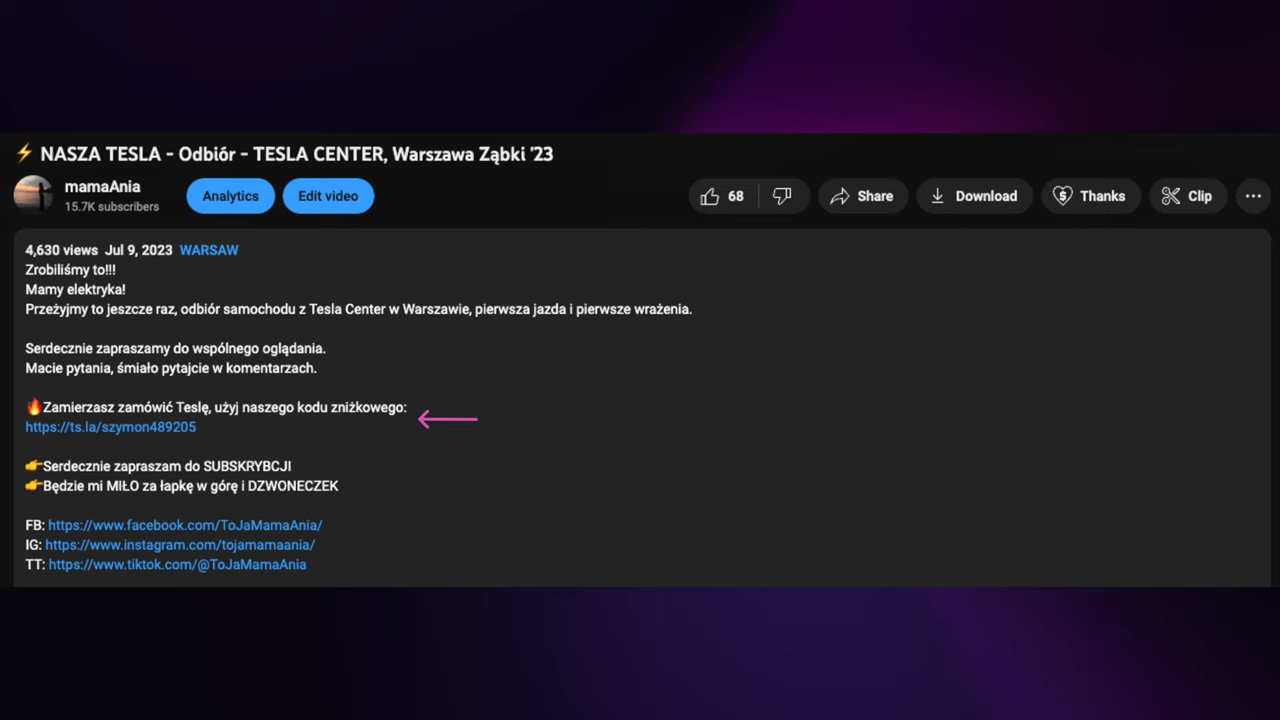 ⚡ NASZA TESLA - Odbiór - TESLA CENTER, Warszawa Ząbki '23
mamaAnia
15.7K subscribers
Analytics
Edit video
68
Share
Download
Thanks
Clip
4,630 views Jul 9, 2023 WARSAW
Zrobiliśmy to!!!
Mamy elektryka!
Przeżyjmy to jeszcze raz, odbiór samochodu z Tesla Center w Warszawie, pierwsza jazda i pierwsze wrażenia.
Serdecznie zapraszamy do wspólnego oglądania.
Macie pytania, śmiało pytajcie w komentarzach.
🔥Zamierzasz zamówić Teslę, użyj naszego kodu zniżkowego:
https://ts.la/szymon489205
👉Serdecznie zapraszam do SUBSKRYBCJI
👉Będzie mi MIŁO za łapkę w górę i DZWONECZEK
FB: https://www.facebook.com/ToJaMamaAnia/
IG: https://www.instagram.com/tojamamaania/
TT: https://www.tiktok.com/@ToJaMamaAnia